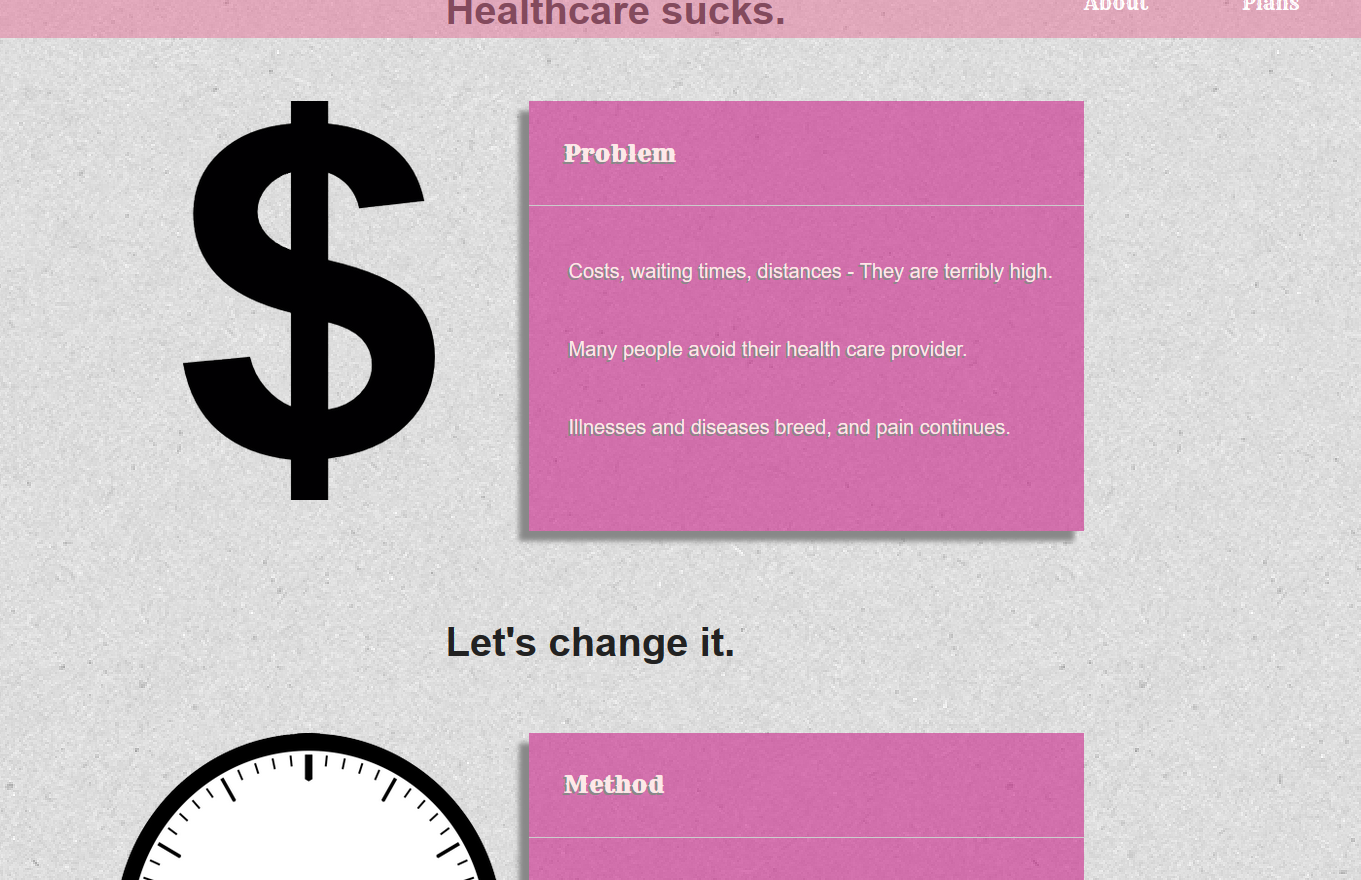 Healthcare sucks.
About
Plans
$
Problem
Costs, waiting times, distances - They are terribly high.
Many people avoid their health care provider.
Illnesses and diseases breed, and pain continues.
Let's change it.
Method